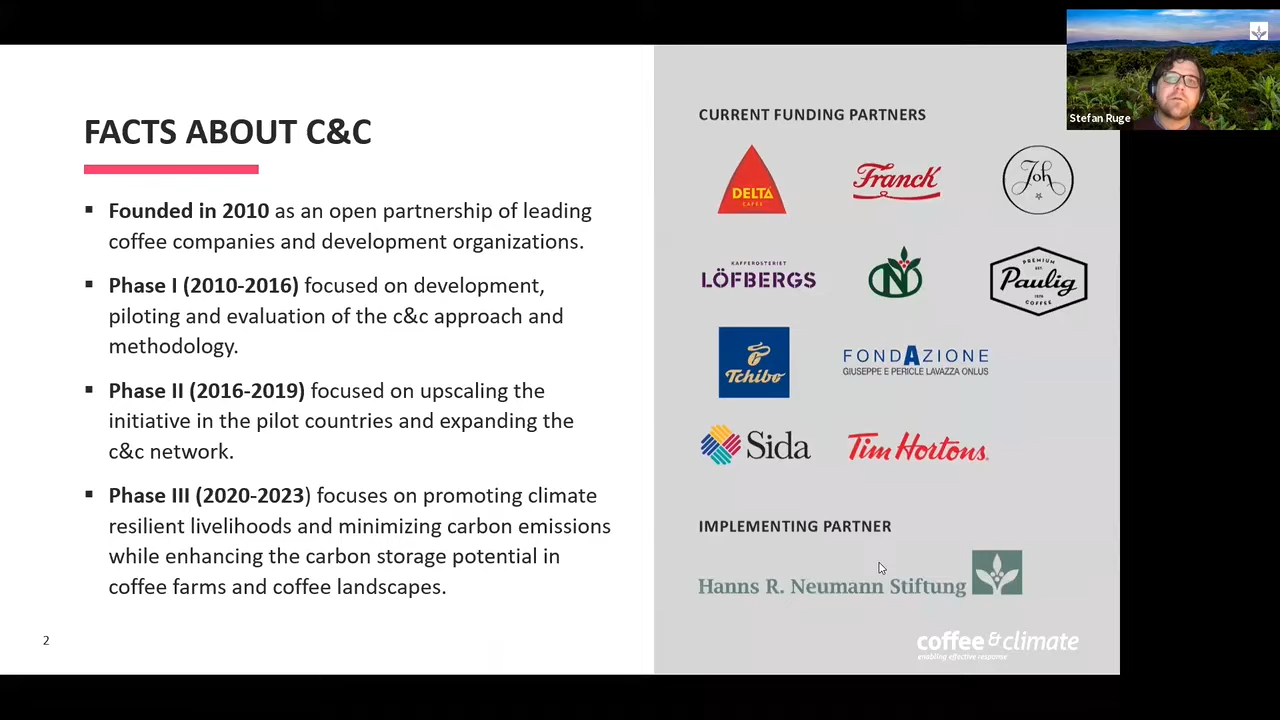 FACTS ABOUT C&C
▪ Founded in 2010 as an open partnership of leading
coffee companies and development organizations.
▪ Phase I (2010-2016) focused on development,
piloting and evaluation of the c&c approach and
methodology.
▪ Phase II (2016-2019) focused on upscaling the
initiative in the pilot countries and expanding the
c&c network.
▪ Phase III (2020-2023) focuses on promoting climate
resilient livelihoods and minimizing carbon emissions
while enhancing the carbon storage potential in
coffee farms and coffee landscapes.
2
CURRENT FUNDING PARTNERS
DELTA
CAFÉS
Franck
Joh
KAFFEROSTERIET
LÖFBERGS
N
PREMIUM
EST.
Paulig
1876
COFFEE
Tchibo
FONDAZIONE
GIUSEPPE E PERICLE LAVAZZA ONLUS
Sida
Tim Hortons.
IMPLEMENTING PARTNER
Hanns R. Neumann Stiftung
coffee & climate
enabling effective response
Stefan Ruge